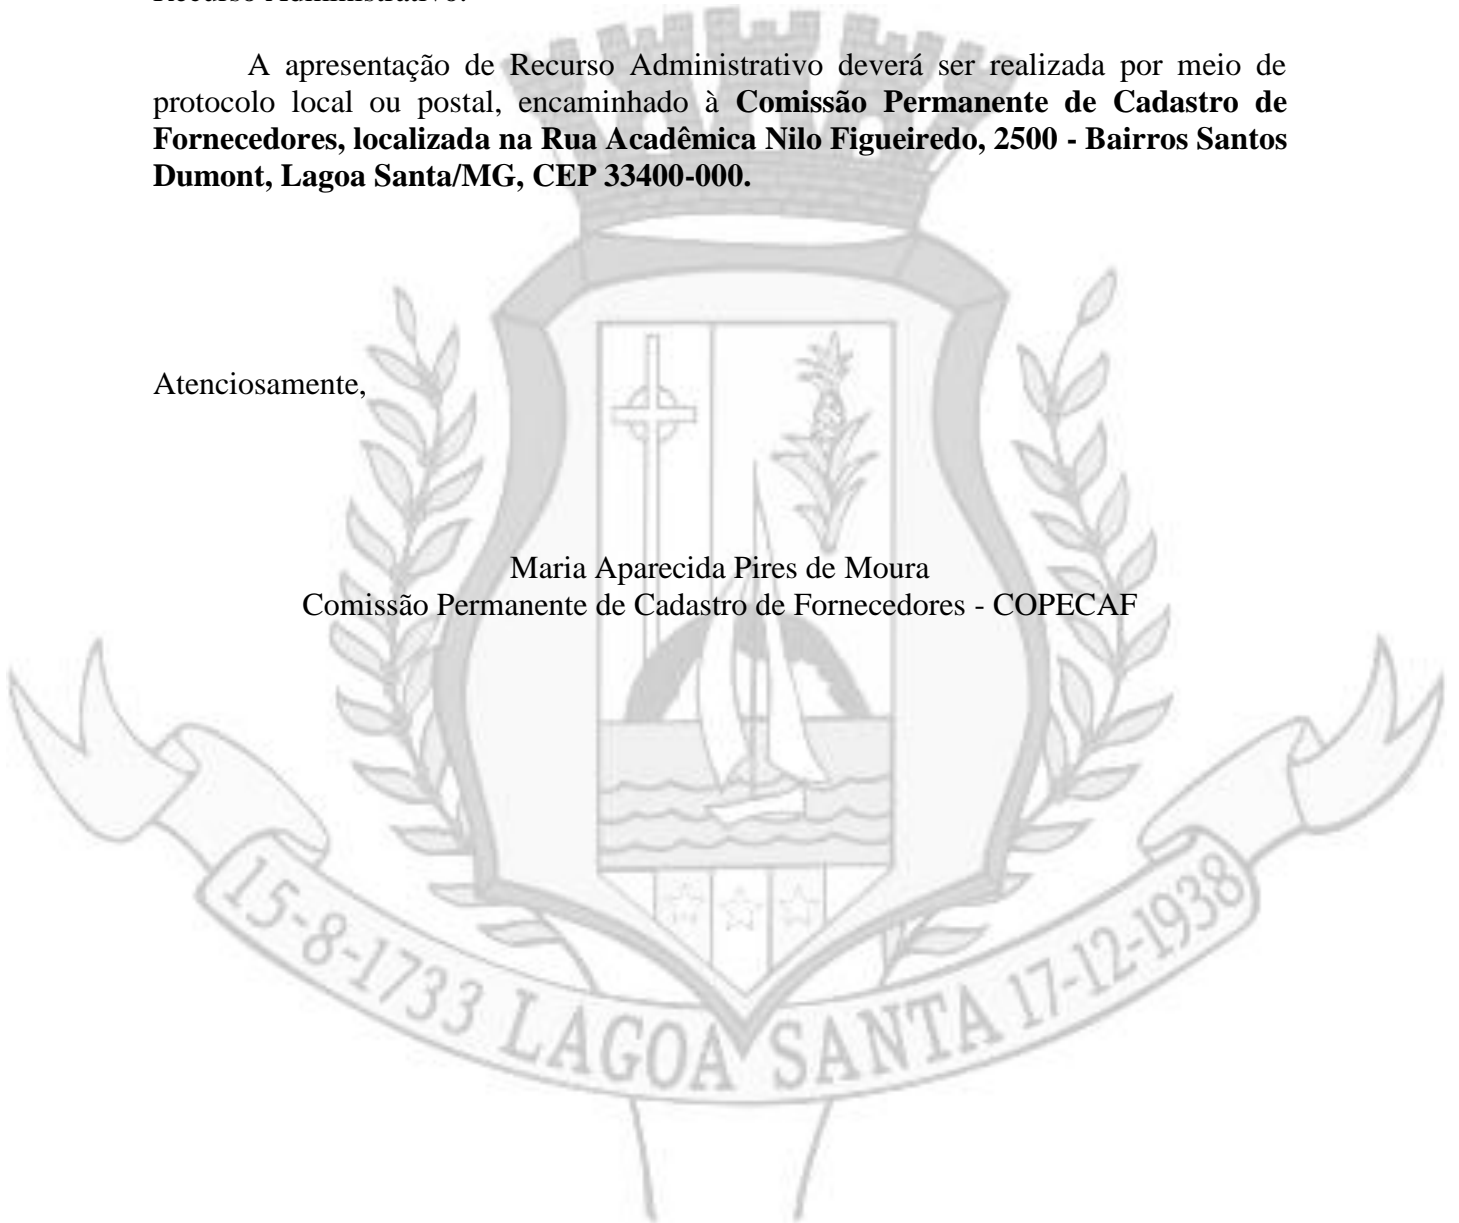 Recurso Administrativo.
A apresentação de Recurso Administrativo deverá ser realizada por meio de
protocolo local ou postal, encaminhado à Comissão Permanente de Cadastro de
Fornecedores, localizada na Rua Acadêmica Nilo Figueiredo, 2500 - Bairros Santos
Dumont, Lagoa Santa/MG, CEP 33400-000.
Atenciosamente,
Maria Aparecida Pires de Moura
Comissão Permanente de Cadastro de Fornecedores - COPECAF
15-8-1733 LAGOA SANTA 17-12-1938